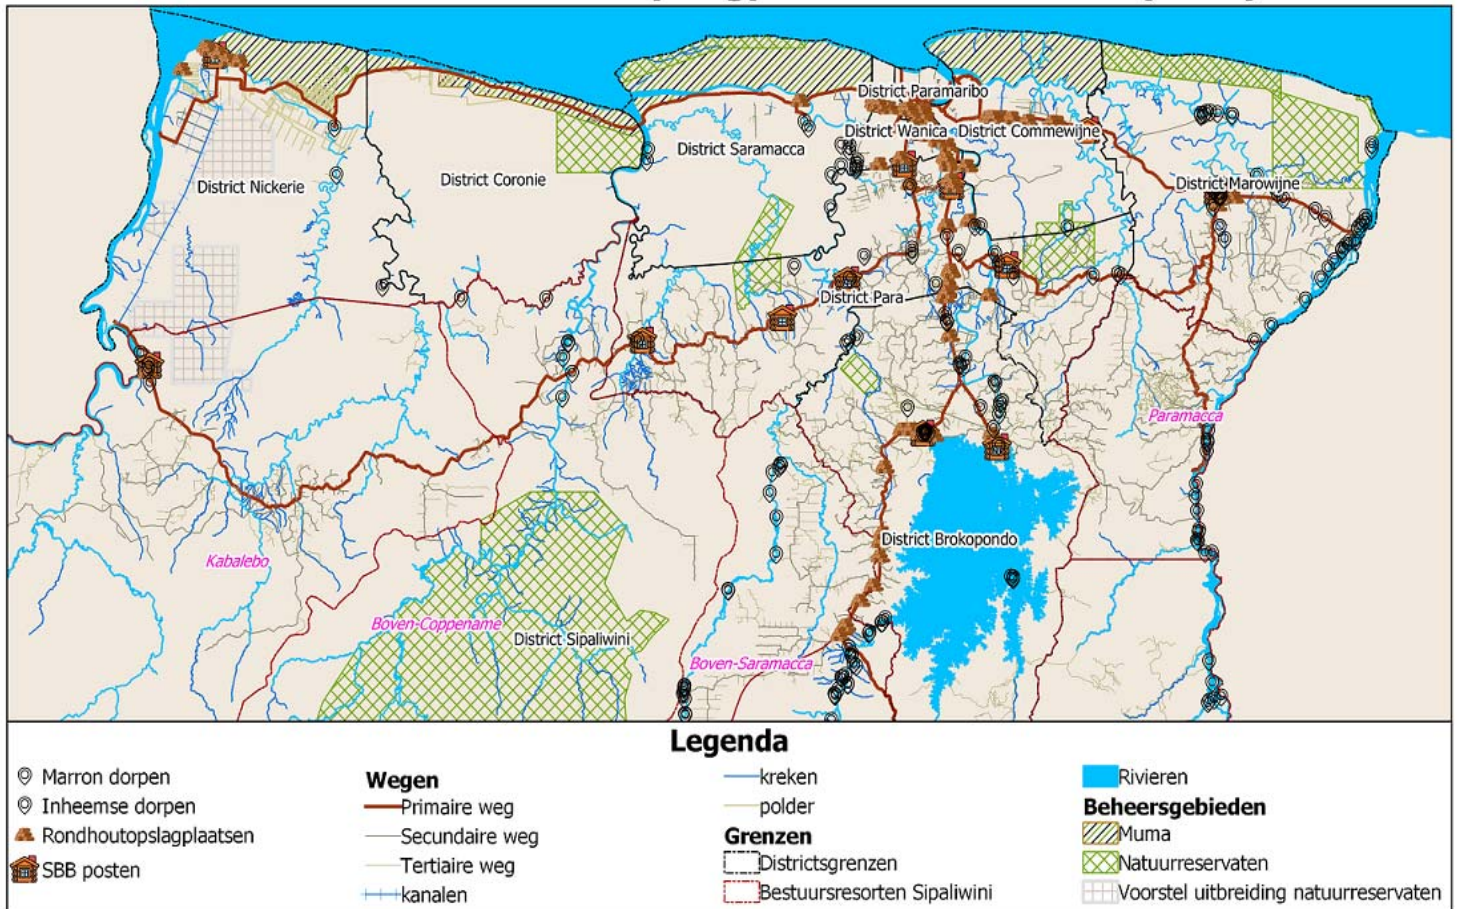 District Paramaribo
District Wanica
District Commewijne
District Saramacca
District Coronie
District Nickerie
District Marowijne
District Para
Paramacca
District Brokopondo
Kabalebo
Boven-Coppename
District Sipaliwini
Boven-Saramacca
Legenda
Marron dorpen
Inheemse dorpen
Rondhoutopslagplaatsen
SBB posten
Wegen
Primaire weg
Secundaire weg
Tertiaire weg
kanalen
kreken
polder
Grenzen
Districtsgrenzen
Bestuursresorten Sipaliwini
Rivieren
Beheersgebieden
Muma
Natuurreservaten
Voorstel uitbreiding natuurreservaten